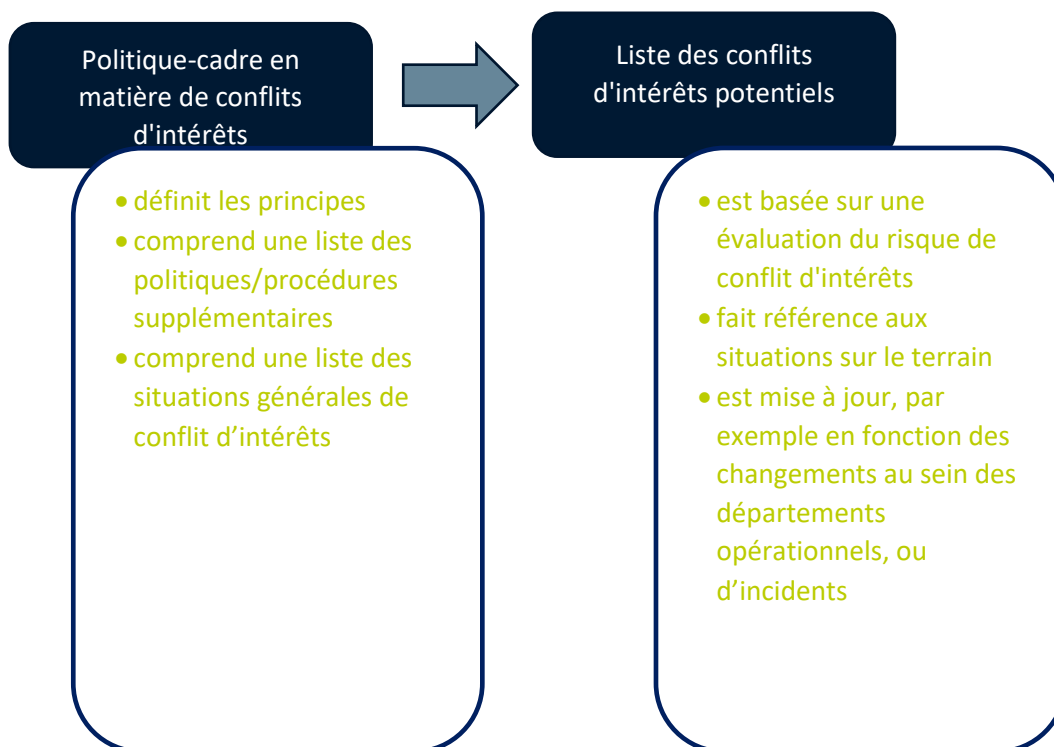 Politique-cadre en
matière de conflits
d'intérêts
• définit les principes
• comprend une liste des
politiques/procédures
supplémentaires
• comprend une liste des
situations générales de
conflit d’intérêts
Liste des conflits
d'intérêts potentiels
• est basée sur une
évaluation du risque de
conflit d'intérêts
• fait référence aux
situations sur le terrain
• est mise à jour, par
exemple en fonction des
changements au sein des
départements
opérationnels, ou
d’incidents